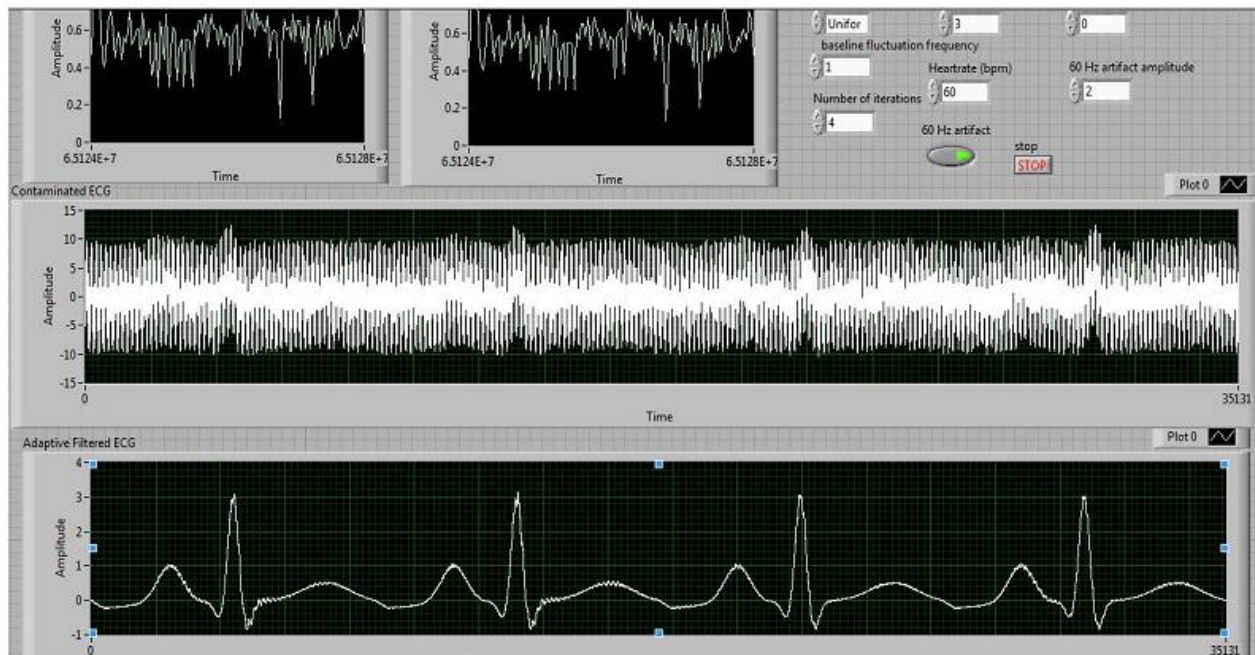 Amplitude
0.6
0.4
0.2
0
6.5124E+7
6.5128E+7
Time
Amplitude
0.6
0.4
0.2
0
6.5124E+7
6.5128E+7
Time
Unifor
3
0
baseline fluctuation frequency
1
Heartrate (bpm)
60
60 Hz artifact amplitude
2
Number of iterations
4
60 Hz artifact
stop
STOP
Contaminated ECG
Plot 0
Amplitude
15
10
5
0
-5
-10
-15
0
35131
Time
Adaptive Filtered ECG
Plot 0
Amplitude
4
3
2
1
0
-1
0
35131